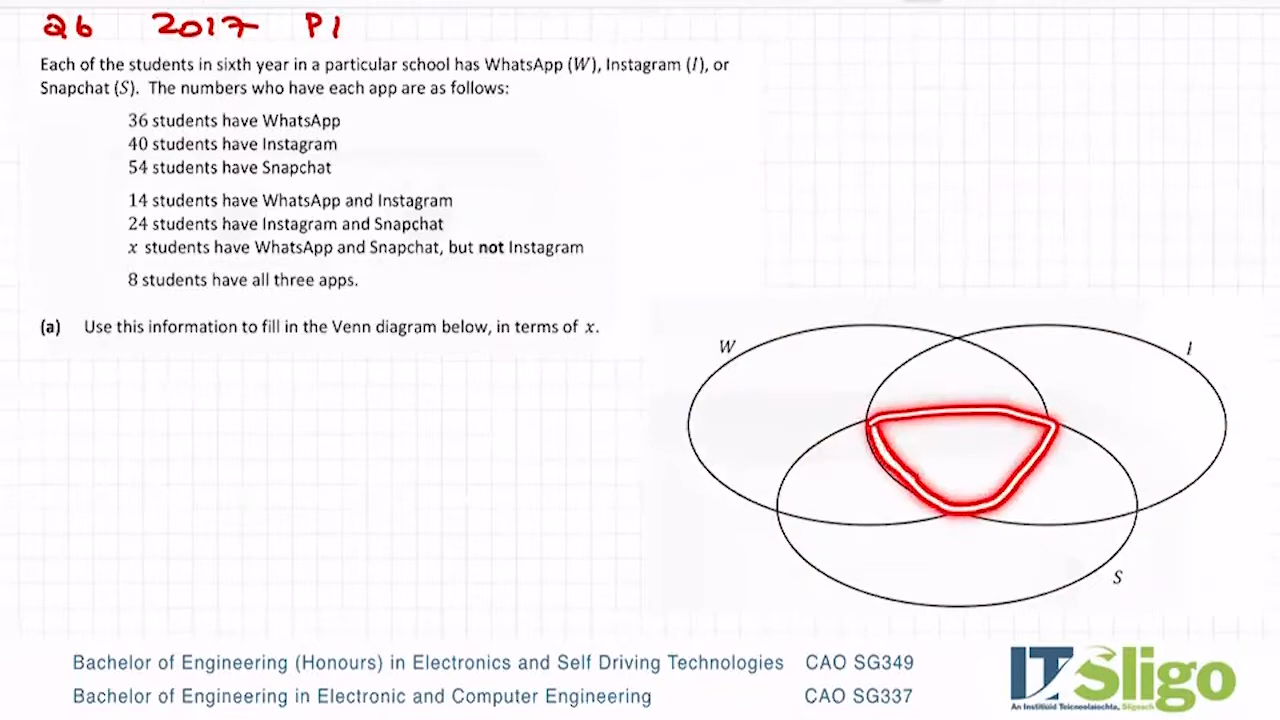 Q6 2017 P1
Each of the students in sixth year in a particular school has WhatsApp (W), Instagram (I), or
Snapchat (S). The numbers who have each app are as follows:
36 students have WhatsApp
40 students have Instagram
54 students have Snapchat
14 students have WhatsApp and Instagram
24 students have Instagram and Snapchat
x students have WhatsApp and Snapchat, but not Instagram
8 students have all three apps.
(a) Use this information to fill in the Venn diagram below, in terms of x.
W
I
S
Bachelor of Engineering (Honours) in Electronics and Self Driving Technologies CAO SG349
Bachelor of Engineering in Electronic and Computer Engineering CAO SG337
IT Sligo
An Institiúid Teicneolaíochta, Sligeach